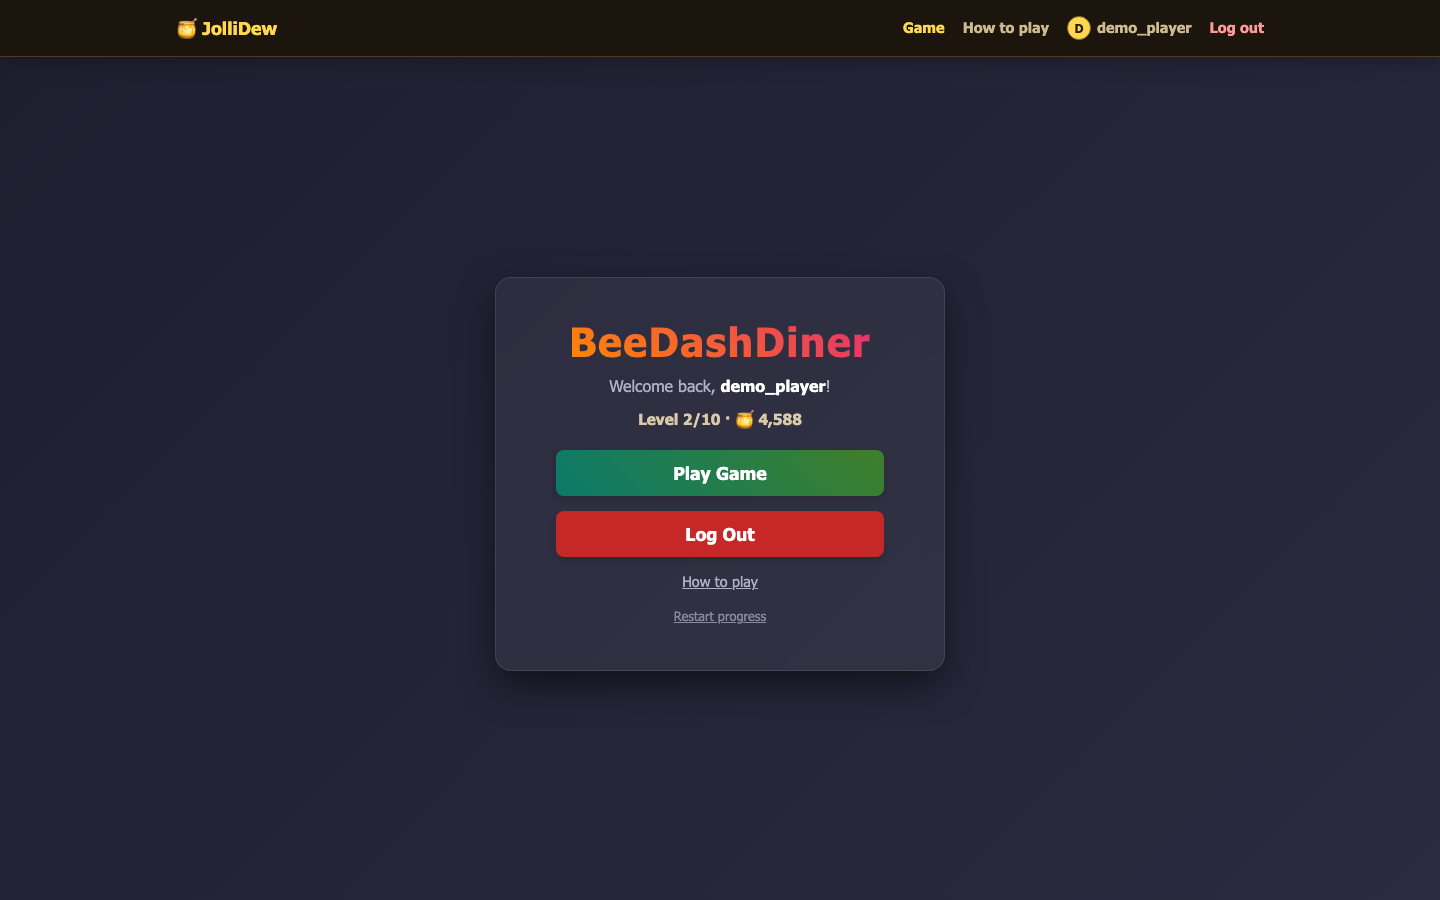 🍯 JolliDew
Game How to play D demo_player Log out
BeeDashDiner
Welcome back, demo_player!
Level 2/10 · 🍯 4,588
Play Game
Log Out
How to play
Restart progress